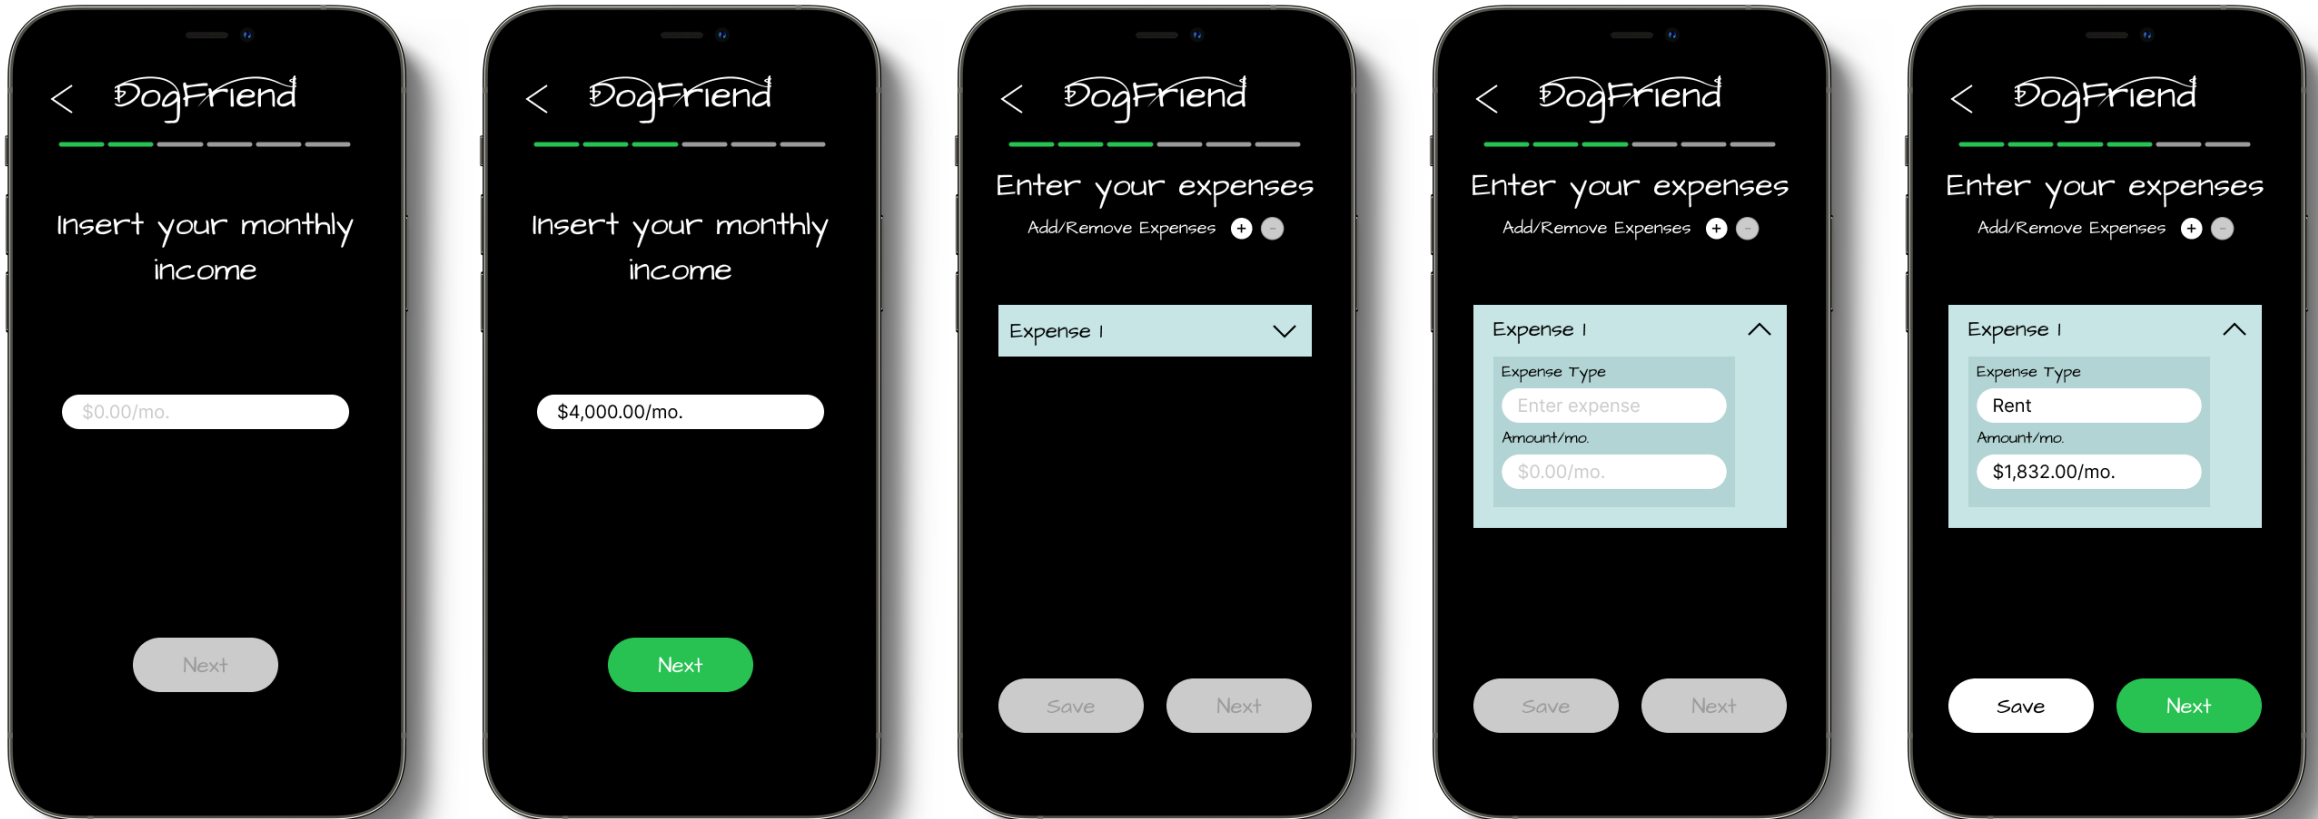 DogFriend
Insert your monthly
income
$0.00/mo.
Next
DogFriend
Insert your monthly
income
$4,000.00/mo.
Next
DogFriend
Enter your expenses
Add/Remove Expenses + -
Expense 1
Save Next
DogFriend
Enter your expenses
Add/Remove Expenses + -
Expense 1
Expense Type
Enter expense
Amount/mo.
$0.00/mo.
Save Next
DogFriend
Enter your expenses
Add/Remove Expenses + -
Expense 1
Expense Type
Rent
Amount/mo.
$1,832.00/mo.
Save Next